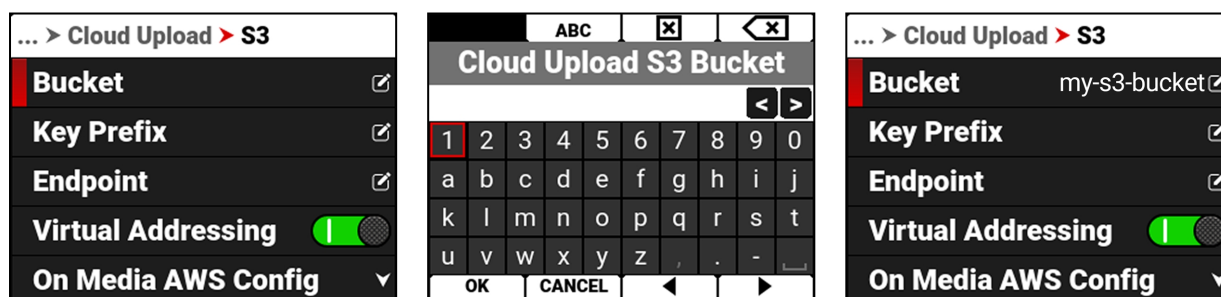 ... > Cloud Upload > S3
Bucket
Key Prefix
Endpoint
Virtual Addressing
On Media AWS Config
ABC
Cloud Upload S3 Bucket
< >
1 2 3 4 5 6 7 8 9 0
a b c d e f g h i j
k l m n o p q r s t
u v w x y z , . -
OK CANCEL
... > Cloud Upload > S3
Bucket my-s3-bucket
Key Prefix
Endpoint
Virtual Addressing
On Media AWS Config